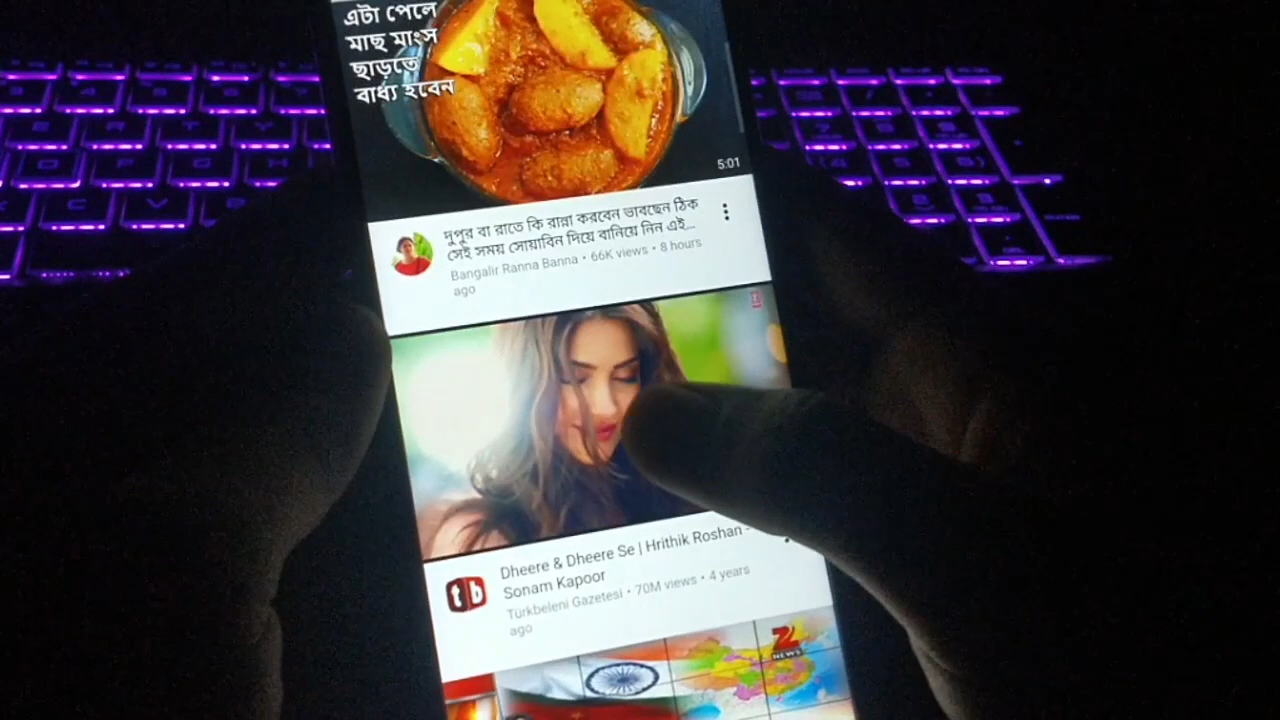 এটা পেলে
মাছ মাংস
ছাড়তে
বাধ্য হবেন
5:01
দুপুর বা রাতে কি রান্না করবেন ভাবছেন ঠিক
সেই সময় সোয়াবিন দিয়ে বানিয়ে নিন এই...
Bangalir Ranna Banna • 66K views • 8 hours
ago
Dheere & Dheere Se | Hrithik Roshan -
Sonam Kapoor
tb
Türkbeleni Gazetesi • 70M views • 4 years
ago
Z
NEWS